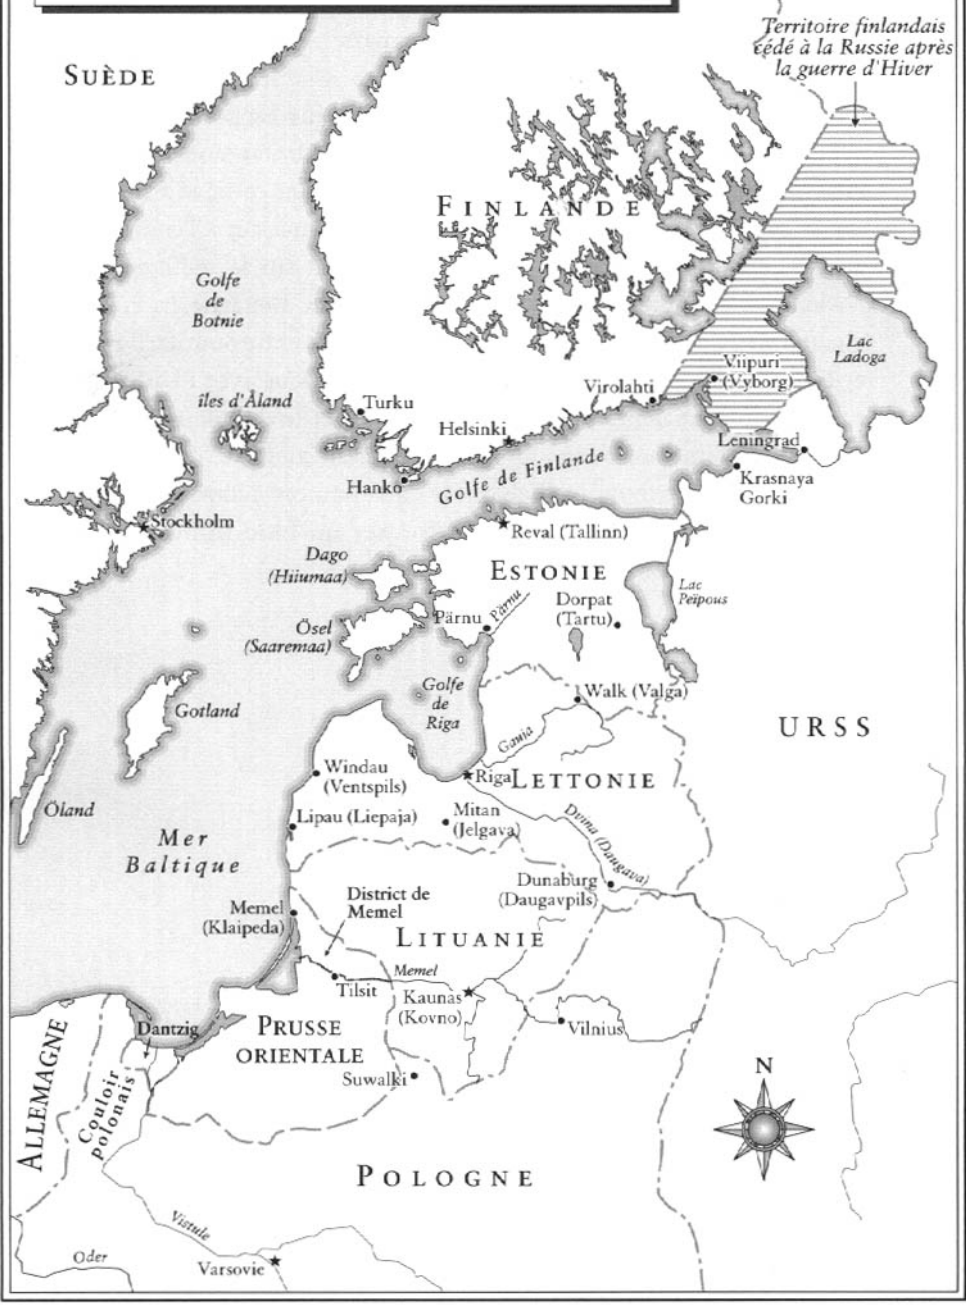 Territoire finlandais
cédé à la Russie après
la guerre d'Hiver
SUÈDE
FINLANDE
Golfe
de
Botnie
Lac
Ladoga
Viipuri
(Vyborg)
Virolahti
îles d'Åland
Turku
Helsinki
Leningrad
Golfe de Finlande
Hanko
Krasnaya
Gorki
Stockholm
Reval (Tallinn)
Dago
(Hiiumaa)
ESTONIE
Lac
Peïpous
Dorpat
(Tartu)
Pärnu
Pärnu
Ösel
(Saaremaa)
Golfe
de
Riga
Walk (Valga)
Gotland
URSS
Gauja
Windau
(Ventspils)
Riga
LETTONIE
Öland
Lipau (Liepaja)
Mitan
(Jelgava)
Dvina (Daugava)
Mer
Baltique
Dunaburg
(Daugavpils)
District de
Memel
Memel
(Klaipeda)
LITUANIE
Memel
Tilsit
Kaunas
(Kovno)
Vilnius
Dantzig
PRUSSE
ORIENTALE
ALLEMAGNE
Couloir
polonais
Suwalki
N
POLOGNE
Vistule
Oder
Varsovie